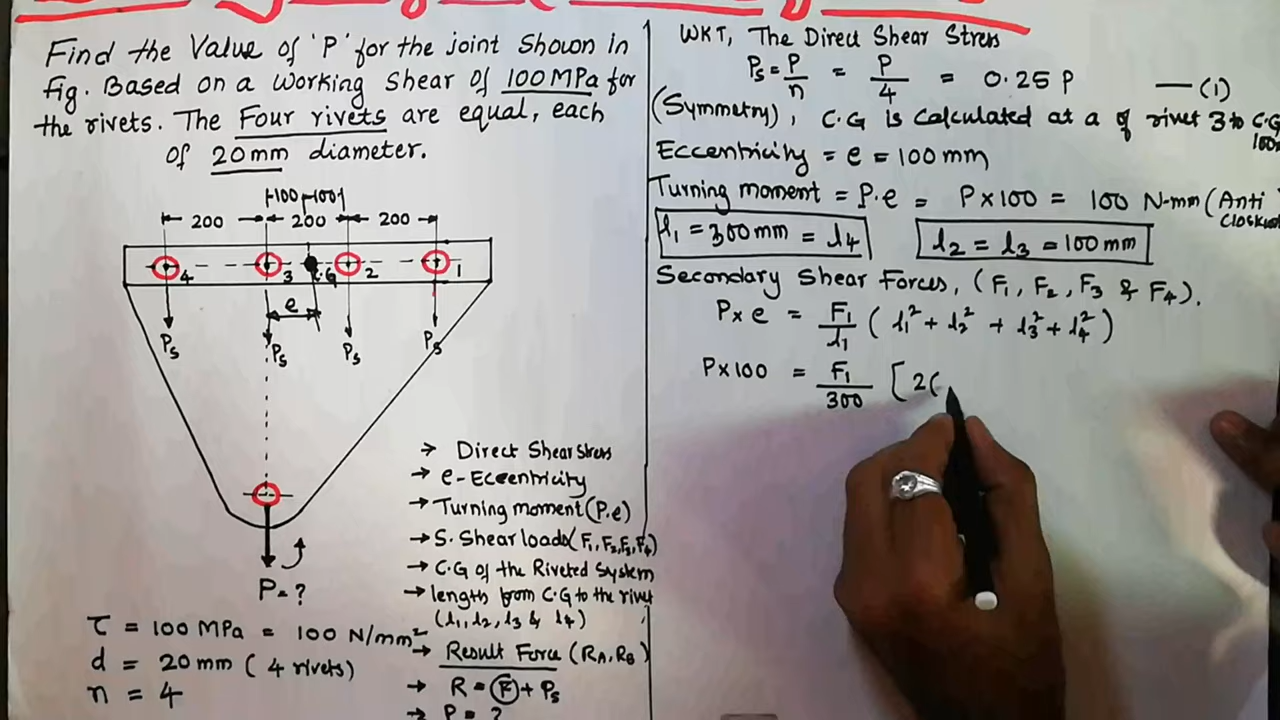 Find the Value of 'P' for the joint Shown in
fig. Based on a Working Shear of 100 MPa for
the rivets. The Four rivets are equal, each
of 20mm diameter.
100 100
200 200 200
4 3 C.G 2 1
e
Ps Ps Ps Ps
P = ?
τ = 100 MPa = 100 N/mm²
d = 20mm ( 4 rivets)
n = 4
→ Direct Shear Stress
→ e - Eccentricity
→ Turning moment (P.e)
→ S. Shear loads (F₁, F₂, F₃, F₄)
→ C.G of the Riveted System
→ length from C.G to the rivet
(l₁, l₂, l₃ & l₄)
→ Result Force (RA, RB)
→ R = F + Ps
→ P = ?
WKT, The Direct Shear Stress
Ps = P/n = P/4 = 0.25 P — (1)
(Symmetry), C.G is Calculated at a of rivet 3 to C.G
100
Eccentricity = e = 100 mm
Turning moment = P.e = P x 100 = 100 N-mm (Anti
l₁ = 300 mm = l₄ l₂ = l₃ = 100 mm
Secondary Shear Forces, (F₁, F₂, F₃ & F₄).
P x e = F₁/l₁ ( l₁² + l₂² + l₃² + l₄² )
P x 100 = F₁/300 [ 2(